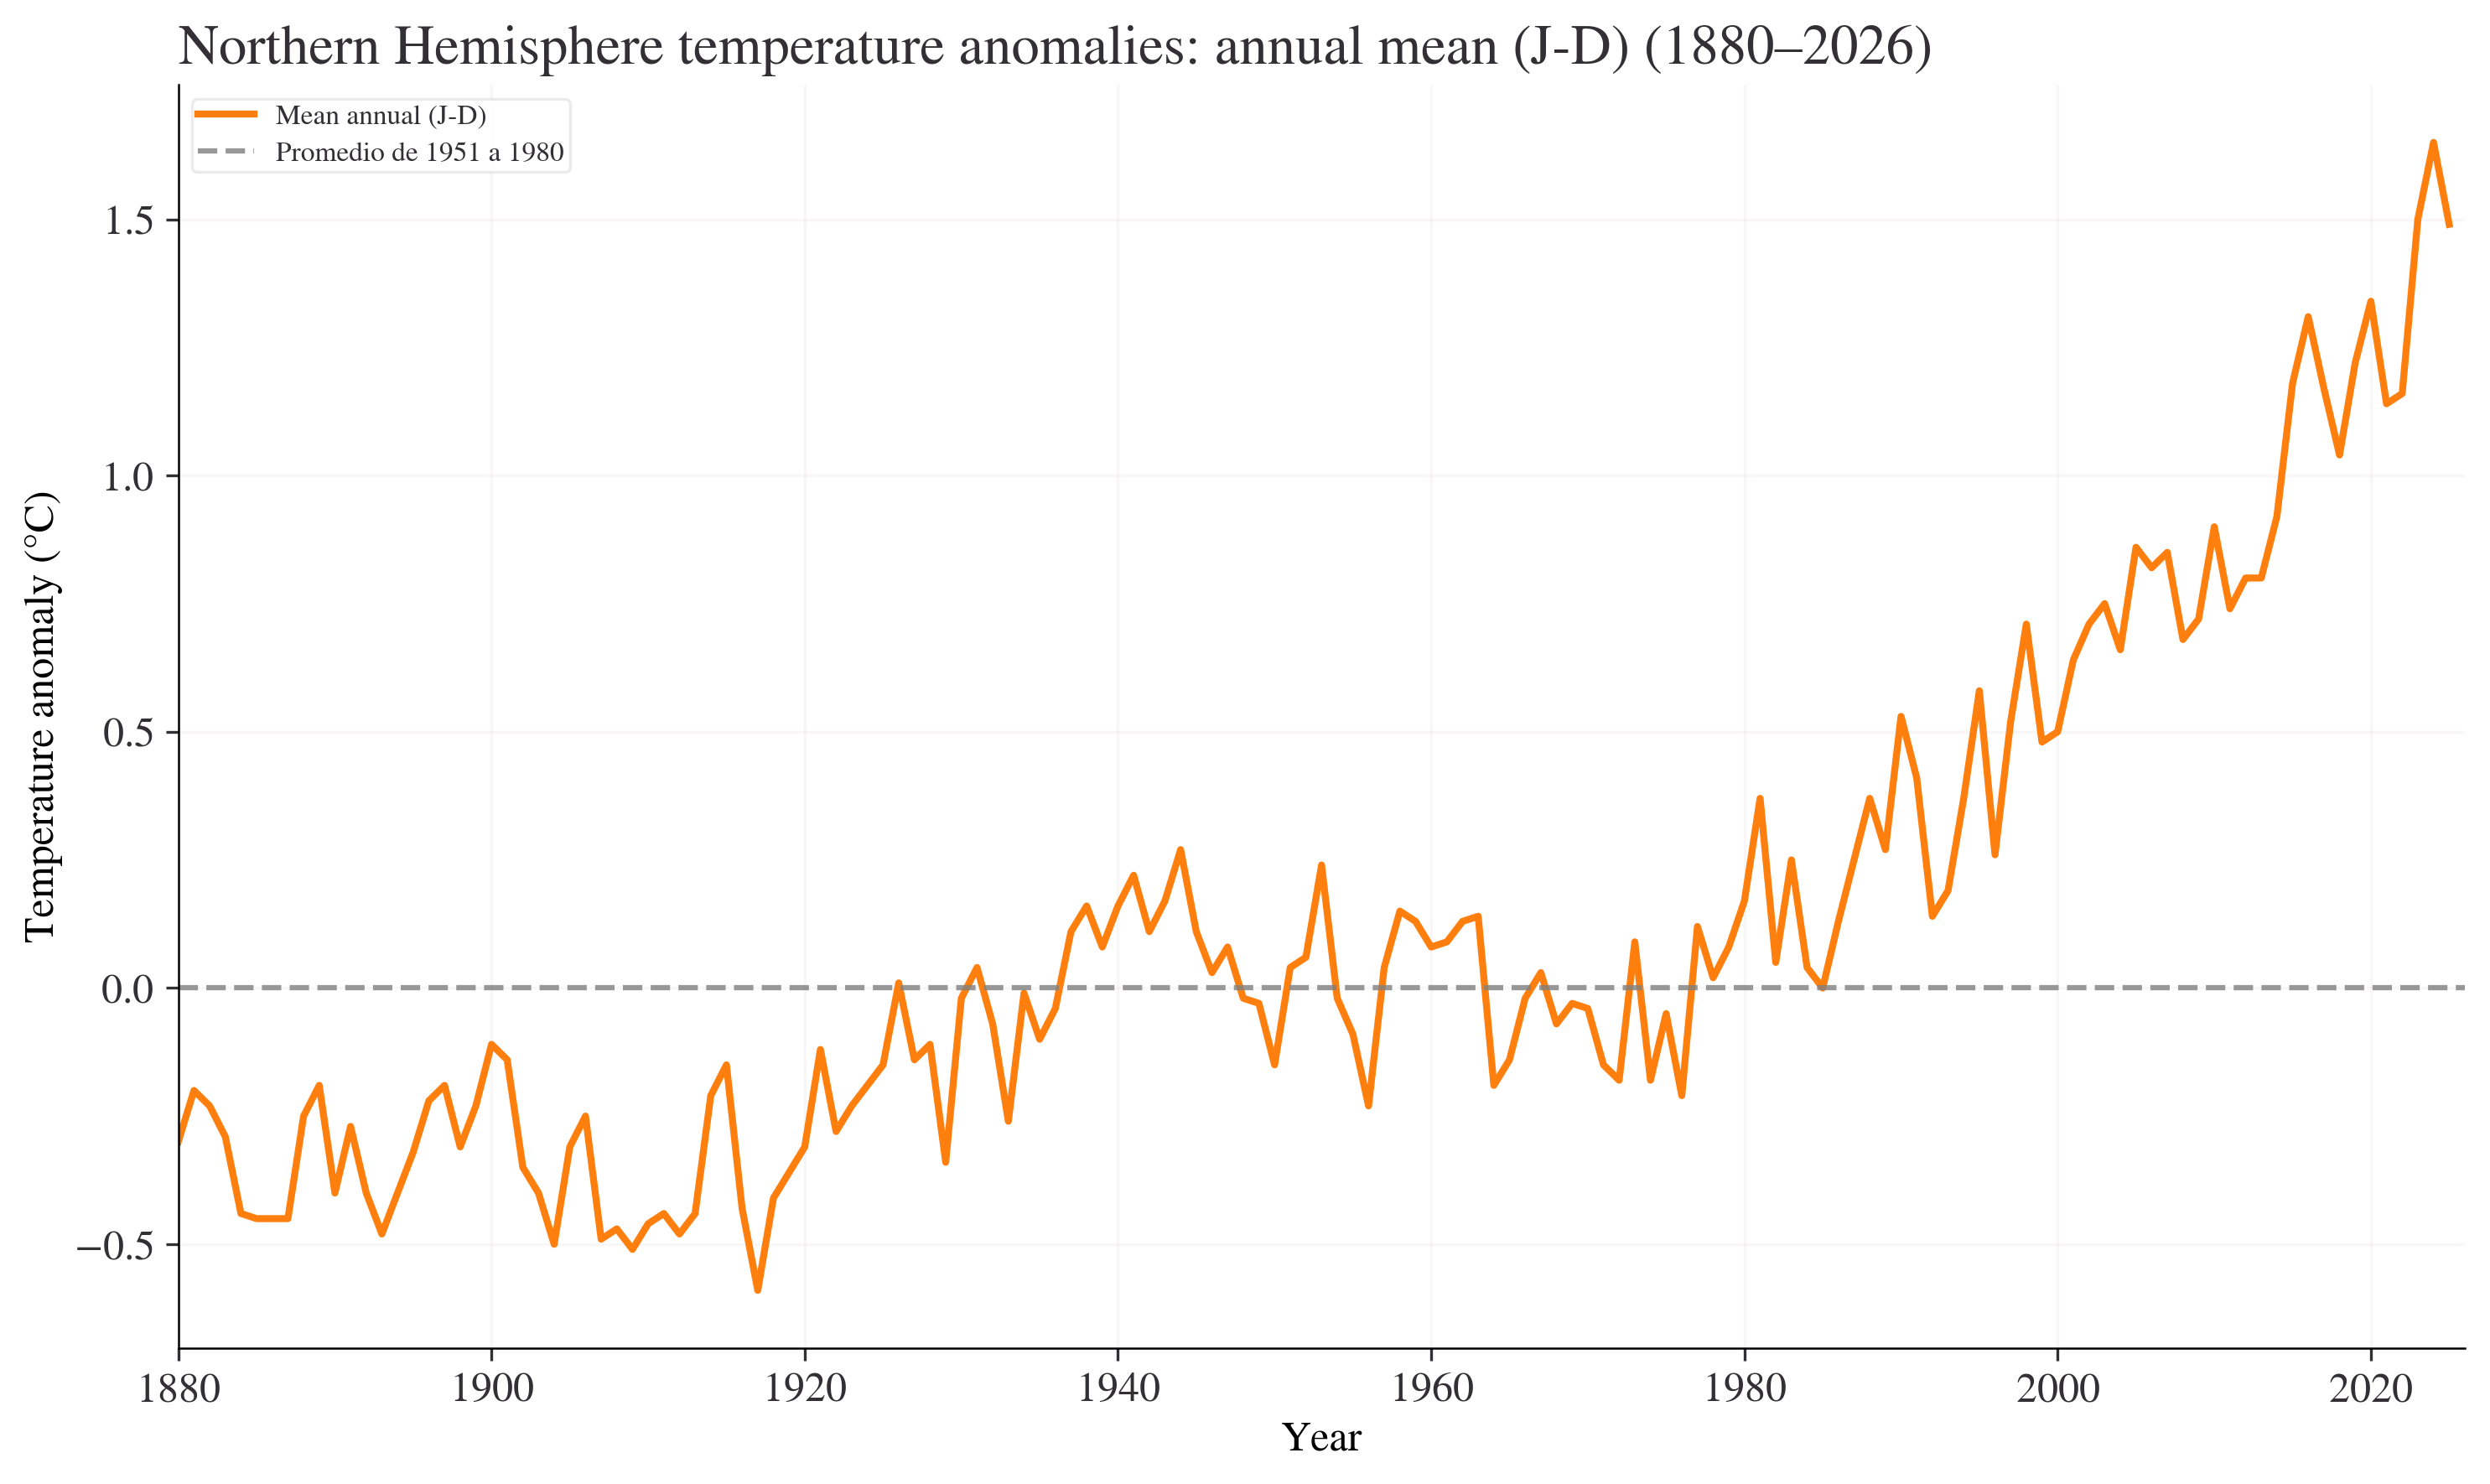 Northern Hemisphere temperature anomalies: annual mean (J-D) (1880–2026)
Mean annual (J-D)
Promedio de 1951 a 1980
Temperature anomaly (°C)
1.5
1.0
0.5
0.0
−0.5
1880 1900 1920 1940 1960 1980 2000 2020
Year